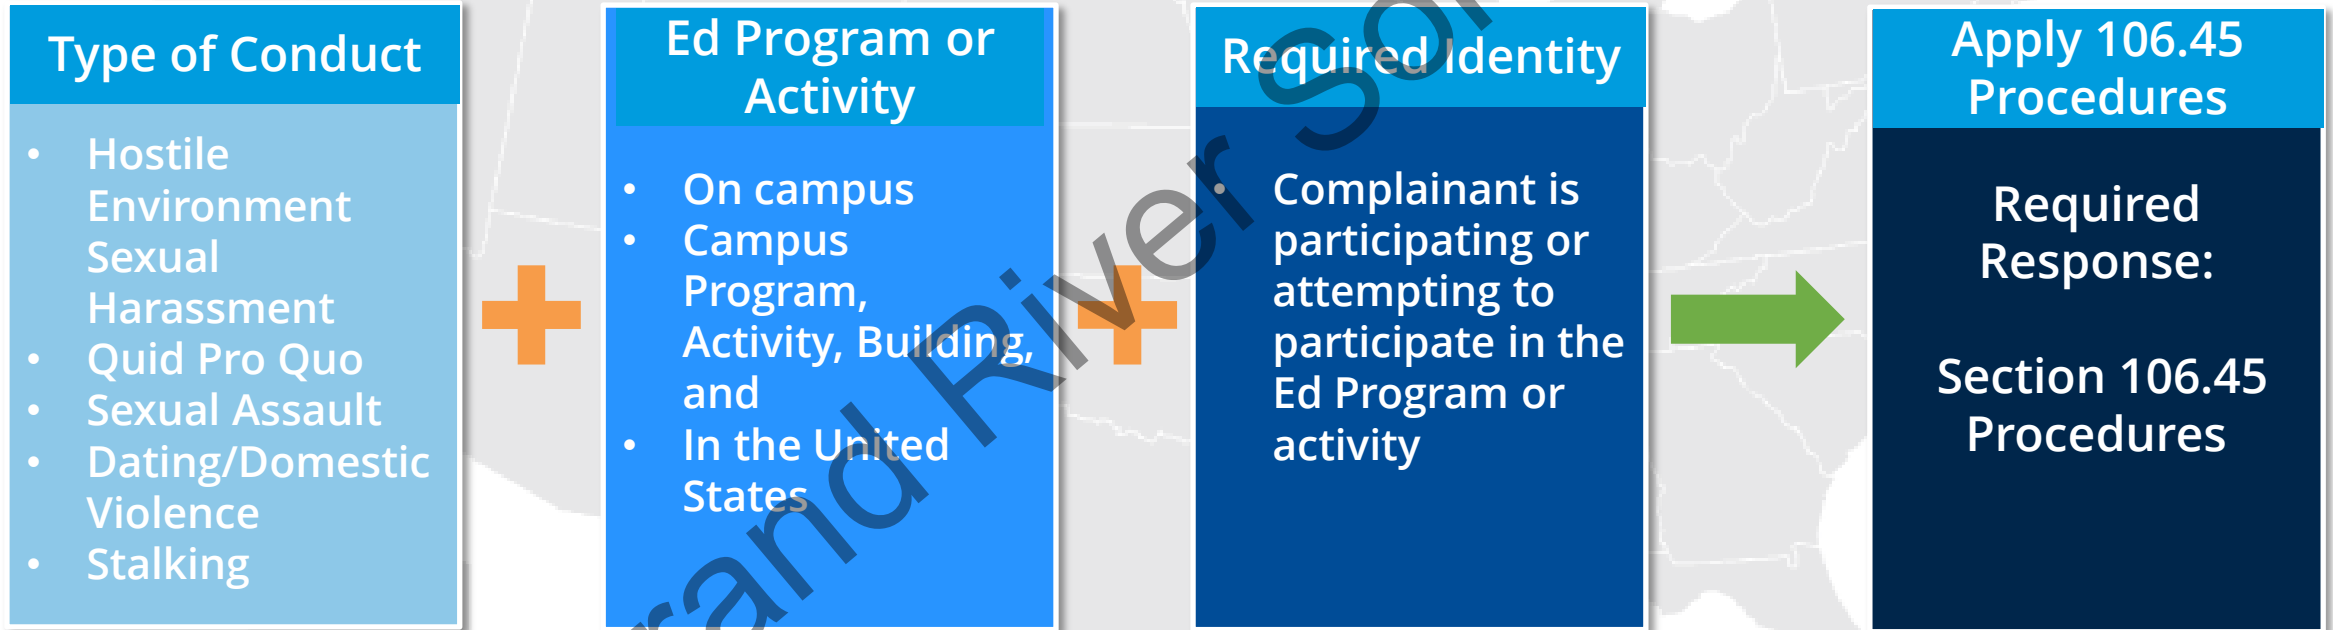 Type of Conduct
• Hostile
Environment
Sexual
Harassment
• Quid Pro Quo
• Sexual Assault
• Dating/Domestic
Violence
• Stalking
Ed Program or
Activity
• On campus
• Campus
Program,
Activity, Building,
and
• In the United
States
Required Identity
• Complainant is
participating or
attempting to
participate in the
Ed Program or
activity
Apply 106.45
Procedures
Required
Response:
Section 106.45
Procedures
River